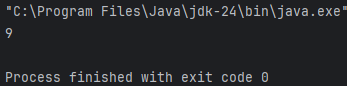 "C:\Program Files\Java\jdk-24\bin\java.exe"
9
Process finished with exit code 0